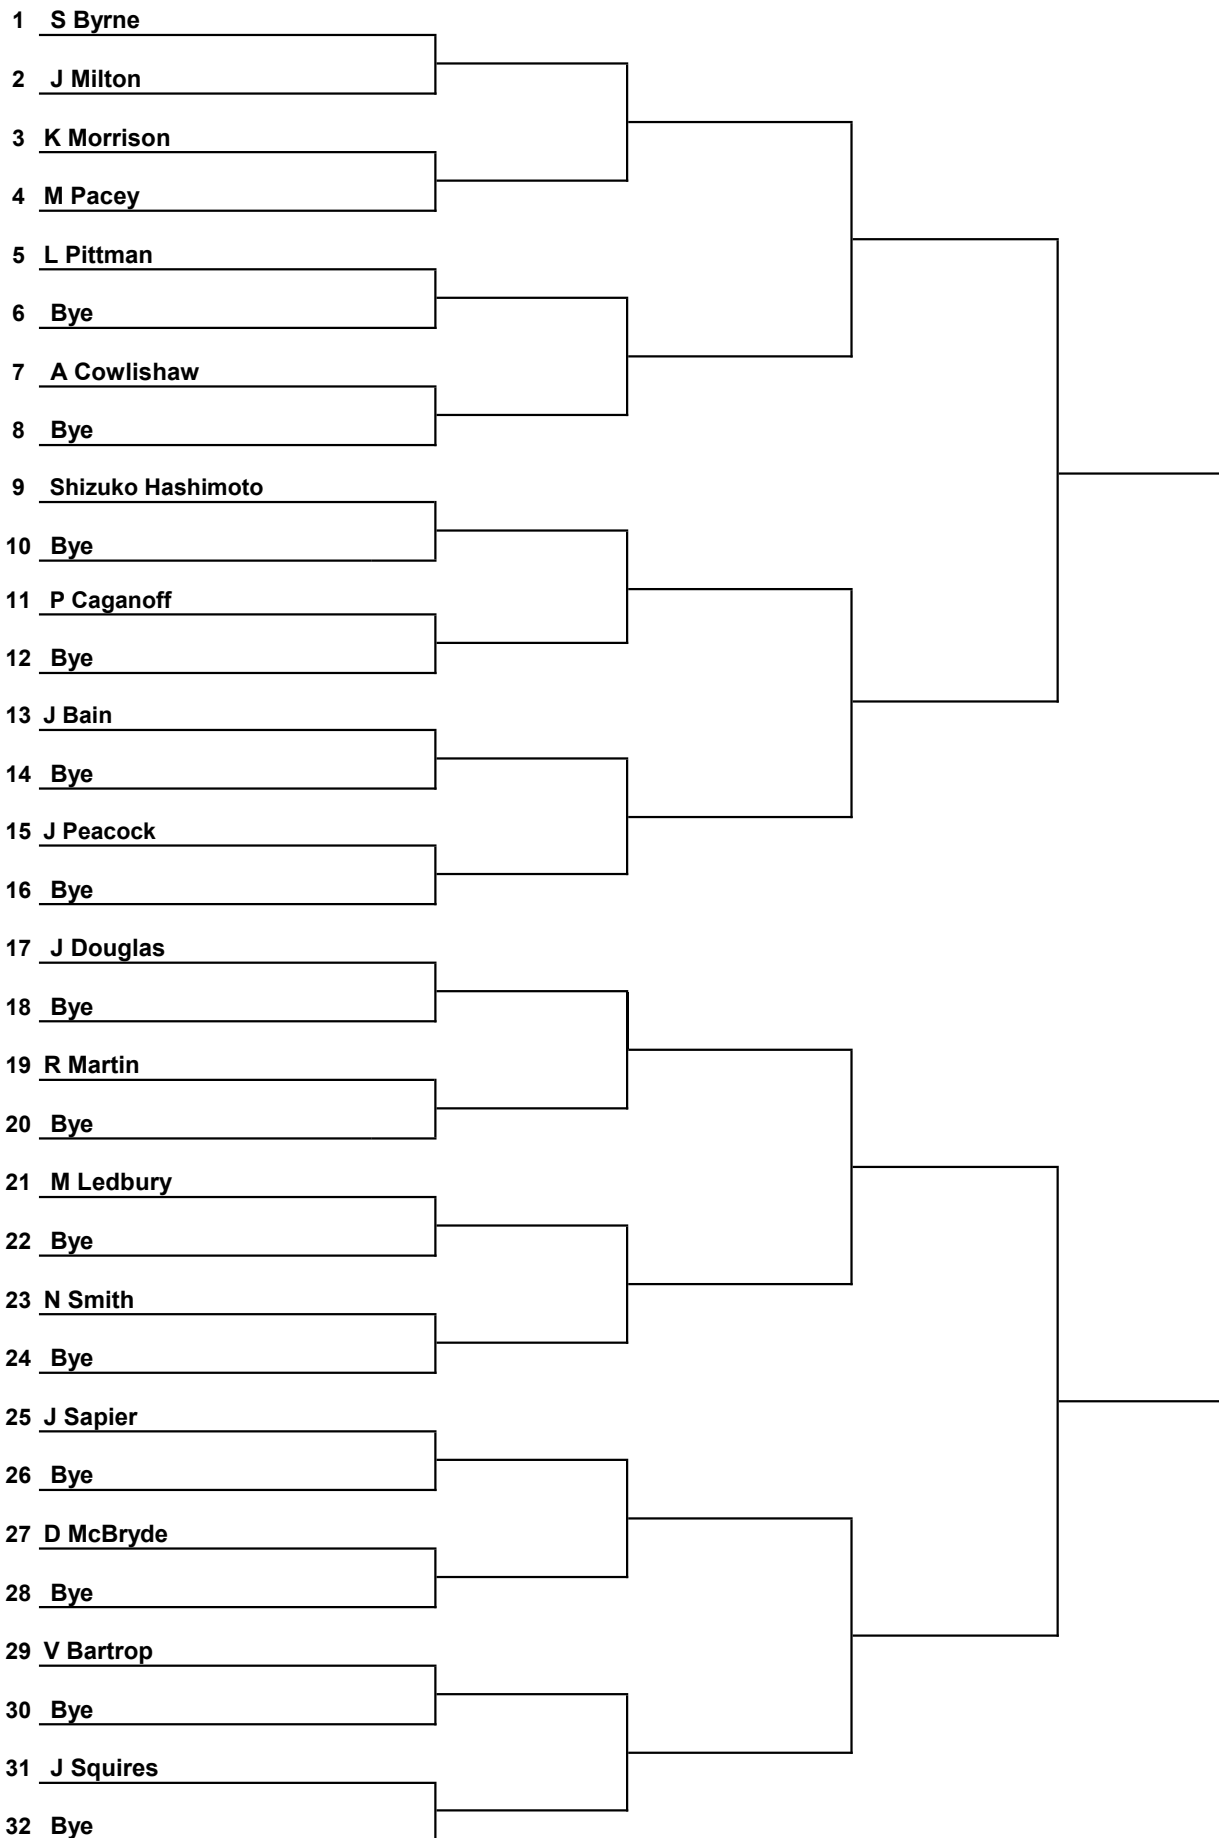 1 S Byrne
2 J Milton
3 K Morrison
4 M Pacey
5 L Pittman
6 Bye
7 A Cowlishaw
8 Bye
9 Shizuko Hashimoto
10 Bye
11 P Caganoff
12 Bye
13 J Bain
14 Bye
15 J Peacock
16 Bye
17 J Douglas
18 Bye
19 R Martin
20 Bye
21 M Ledbury
22 Bye
23 N Smith
24 Bye
25 J Sapier
26 Bye
27 D McBryde
28 Bye
29 V Bartrop
30 Bye
31 J Squires
32 Bye